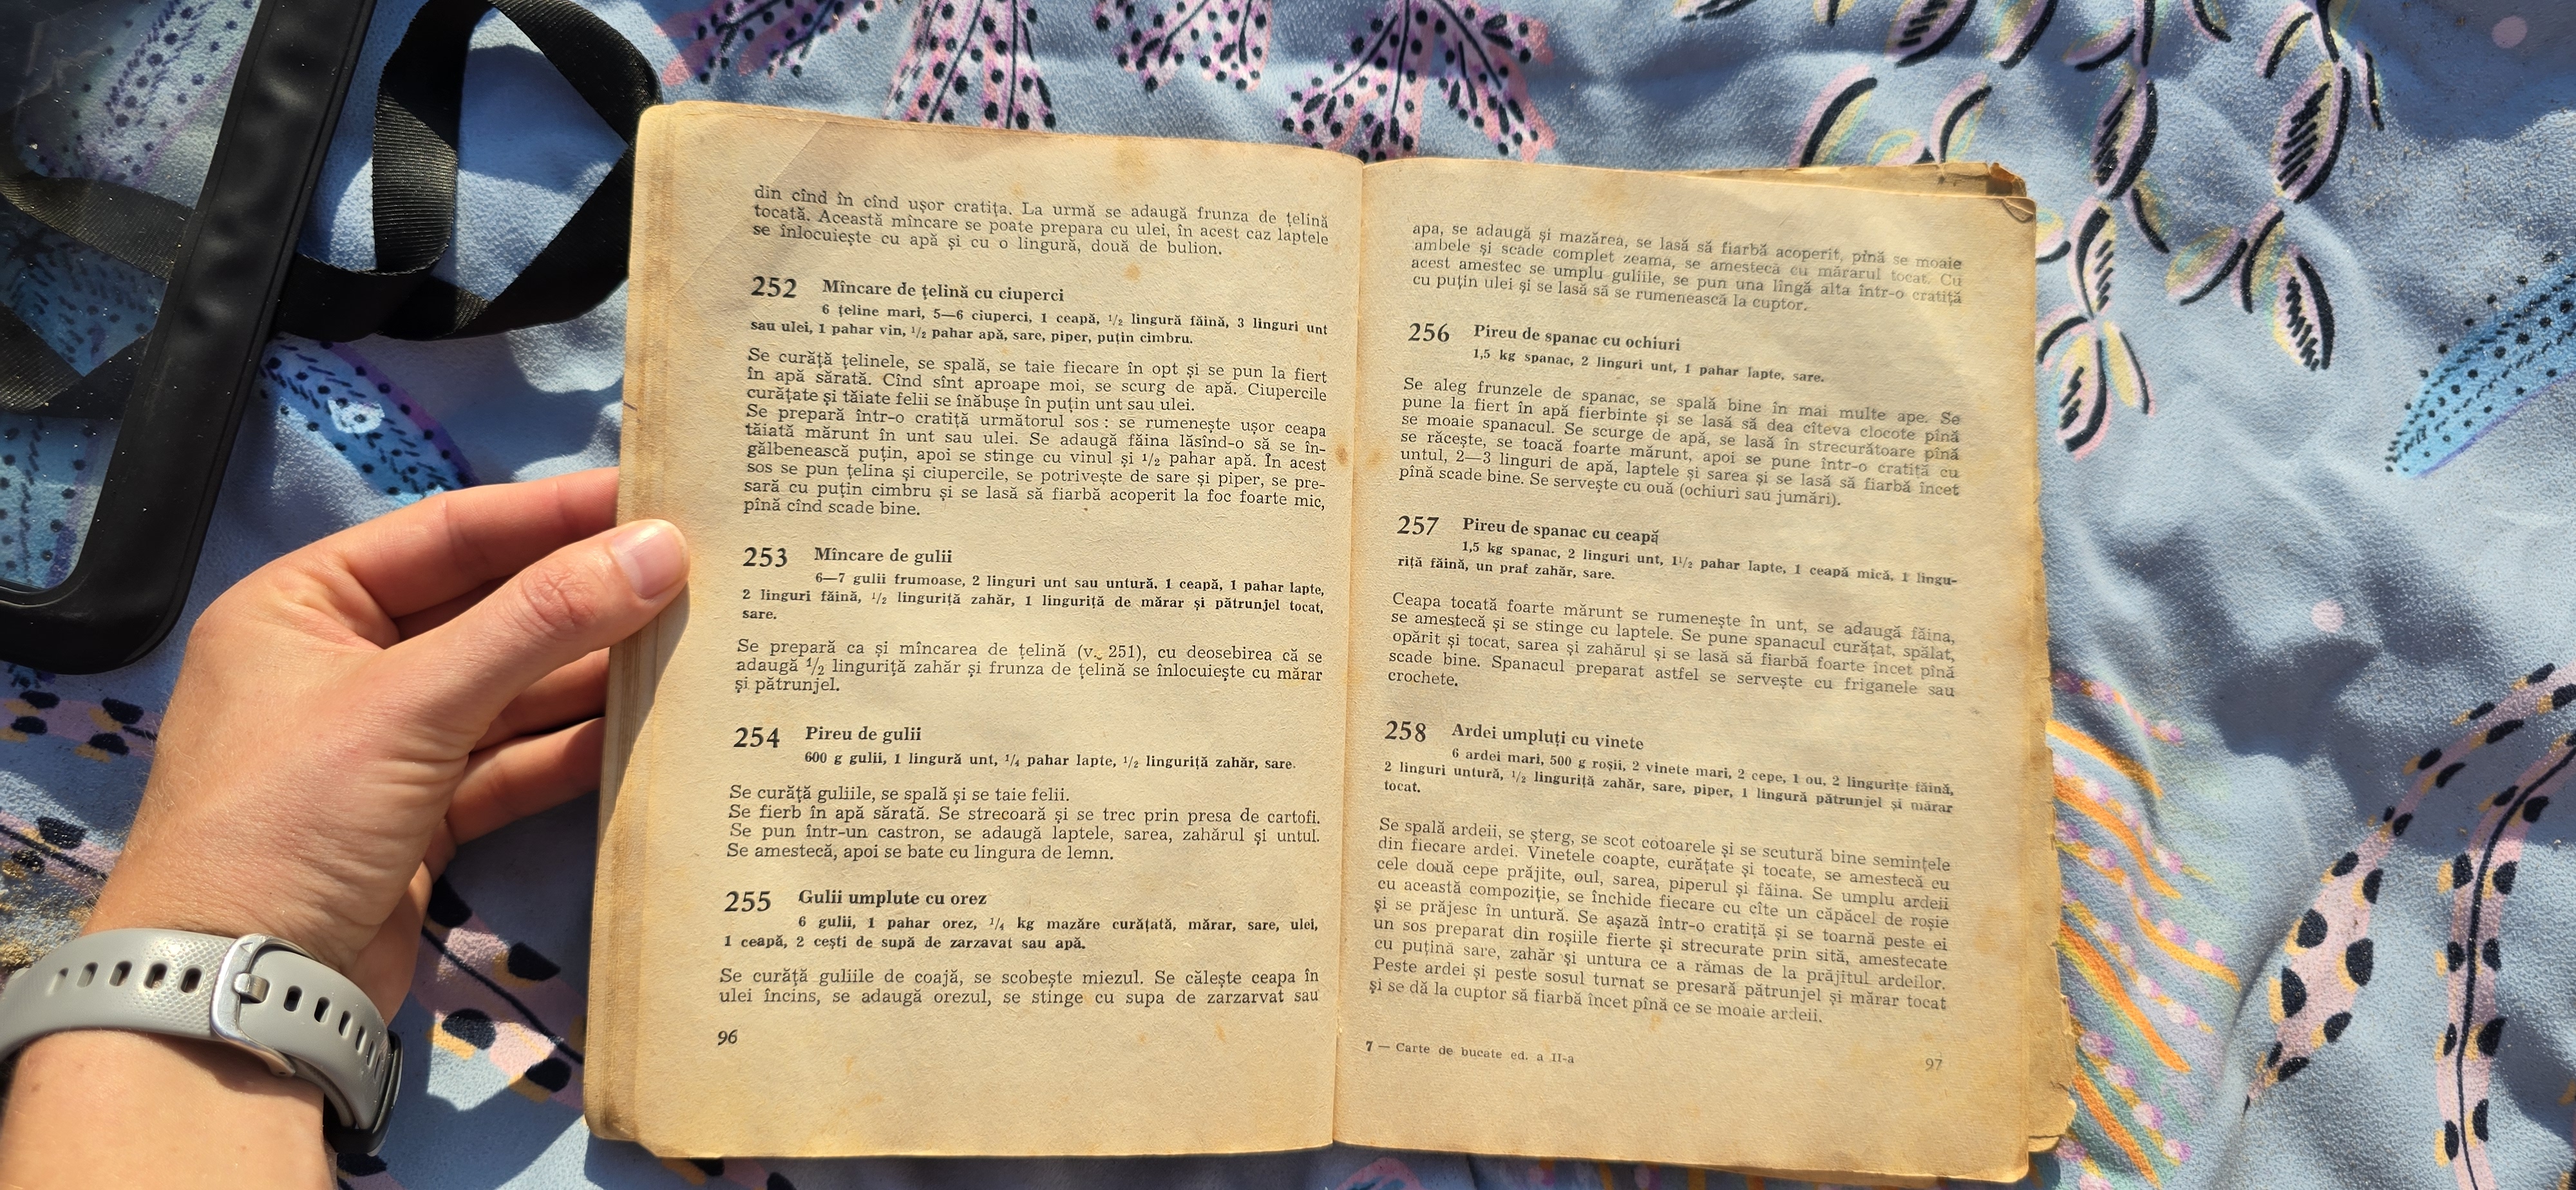 din cînd în cînd ușor cratița. La urmă se adaugă frunza de țelină
tocată. Această mîncare se poate prepara cu ulei, în acest caz laptele
se înlocuiește cu apă și cu o lingură, două de bulion.
252 Mîncare de țelină cu ciuperci
6 țeline mari, 5—6 ciuperci, 1 ceapă, 1/2 lingură făină, 3 linguri unt
sau ulei, 1 pahar vin, 1/2 pahar apă, sare, piper, puțin cimbru.
Se curăță țelinele, se spală, se taie fiecare în opt și se pun la fiert
în apă sărată. Cînd sînt aproape moi, se scurg de apă. Ciupercile
curățate și tăiate felii se înăbușe în puțin unt sau ulei.
Se prepară într-o cratiță următorul sos : se rumenește ușor ceapa
tăiată mărunt în unt sau ulei. Se adaugă făina lăsînd-o să se în-
gălbenească puțin, apoi se stinge cu vinul și 1/2 pahar apă. În acest
sos se pun țelina și ciupercile, se potrivește de sare și piper, se pre-
sară cu puțin cimbru și se lasă să fiarbă acoperit la foc foarte mic,
pînă cînd scade bine.
253 Mîncare de gulii
6—7 gulii frumoase, 2 linguri unt sau untură, 1 ceapă, 1 pahar lapte,
2 linguri făină, 1/2 linguriță zahăr, 1 linguriță de mărar și pătrunjel tocat,
sare.
Se prepară ca și mîncarea de țelină (v. 251), cu deosebirea că se
adaugă 1/2 linguriță zahăr și frunza de țelină se înlocuiește cu mărar
și pătrunjel.
254 Pireu de gulii
600 g gulii, 1 lingură unt, 1/4 pahar lapte, 1/2 linguriță zahăr, sare.
Se curăță guliile, se spală și se taie felii.
Se fierb în apă sărată. Se strecoară și se trec prin presa de cartofi.
Se pun într-un castron, se adaugă laptele, sarea, zahărul și untul.
Se amestecă, apoi se bate cu lingura de lemn.
255 Gulii umplute cu orez
6 gulii, 1 pahar orez, 1/4 kg mazăre curățată, mărar, sare, ulei,
1 ceapă, 2 cești de supă de zarzavat sau apă.
Se curăță guliile de coajă, se scobește miezul. Se călește ceapa în
ulei încins, se adaugă orezul, se stinge cu supa de zarzarvat sau
96
apa, se adaugă și mazărea, se lasă să fiarbă acoperit, pînă se moaie
ambele și scade complet zeama, se amestecă cu mărarul tocat. Cu
acest amestec se umplu guliile, se pun una lîngă alta într-o cratiță
cu puțin ulei și se lasă să se rumenească la cuptor.
256 Pireu de spanac cu ochiuri
1,5 kg spanac, 2 linguri unt, 1 pahar lapte, sare.
Se aleg frunzele de spanac, se spală bine în mai multe ape. Se
pune la fiert în apă fierbinte și se lasă să dea cîteva clocote pînă
se moaie spanacul. Se scurge de apă, se lasă în strecurătoare pînă
se răcește, se toacă foarte mărunt, apoi se pune într-o cratiță cu
untul, 2—3 linguri de apă, laptele și sarea și se lasă să fiarbă încet
pînă scade bine. Se servește cu ouă (ochiuri sau jumări).
257 Pireu de spanac cu ceapă
1,5 kg spanac, 2 linguri unt, 1 1/2 pahar lapte, 1 ceapă mică, 1 lingu-
riță făină, un praf zahăr, sare.
Ceapa tocată foarte mărunt se rumenește în unt, se adaugă făina,
se amestecă și se stinge cu laptele. Se pune spanacul curățat, spălat,
opărit și tocat, sarea și zahărul și se lasă să fiarbă foarte încet pînă
scade bine. Spanacul preparat astfel se servește cu friganele sau
crochete.
258 Ardei umpluți cu vinete
6 ardei mari, 500 g roșii, 2 vinete mari, 2 cepe, 1 ou, 2 lingurițe făină,
2 linguri untură, 1/2 linguriță zahăr, sare, piper, 1 lingură pătrunjel și mărar
tocat.
Se spală ardeii, se șterg, se scot cotoarele și se scutură bine semințele
din fiecare ardei. Vinetele coapte, curățate și tocate, se amestecă cu
cele două cepe prăjite, oul, sarea, piperul și făina. Se umplu ardeii
cu această compoziție, se închide fiecare cu cîte un căpăcel de roșie
și se prăjesc în untură. Se așază într-o cratiță și se toarnă peste ei
un sos preparat din roșiile fierte și strecurate prin sită, amestecate
cu puțină sare, zahăr și untura ce a rămas de la prăjitul ardeilor.
Peste ardei și peste sosul turnat se presară pătrunjel și mărar tocat
și se dă la cuptor să fiarbă încet pînă ce se moaie ardeii.
7 — Carte de bucate ed. a II-a
97